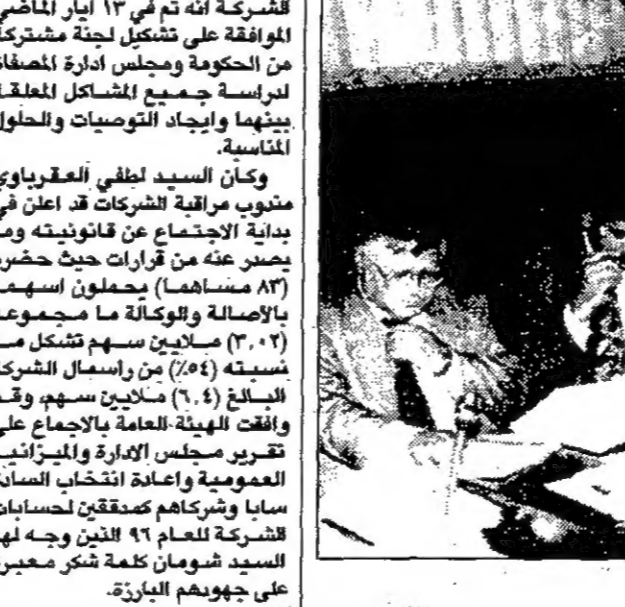 للشركة انه تم في ١٣ ايار الماضي
الموافقة على تشكيل لجنة مشتركة
من الحكومة ومجلس ادارة المصفاة
لدراسة جميع المشاكل المعلقة
بينهما وايجاد التوصيات والحلول
المناسبة.
وكان السيد لطفي العقرباوي
مندوب مراقبة الشركات قد اعلن في
بداية الاجتماع عن قانونيته وما
يصدر عنه من قرارات حيث حضره
(٨٣ مساهما) يحملون اسهما
بالاصالة والوكالة ما مجموعه
(٣,٠٢) ملايين سهم تشكل ما
نسبته (٥٤٪) من راسمال الشركة
البالغ (٦,٤) ملايين سهم، وقد
وافقت الهيئة العامة بالاجماع على
تقرير مجلس الادارة والميزانية
العمومية واعادة انتخاب السادة
سابا وشركاهم كمدققين لحسابات
للشركة للعام ٩٦ الذين وجه لهم
السيد شومان كلمة شكر معبرة
على جهودهم البارزة.